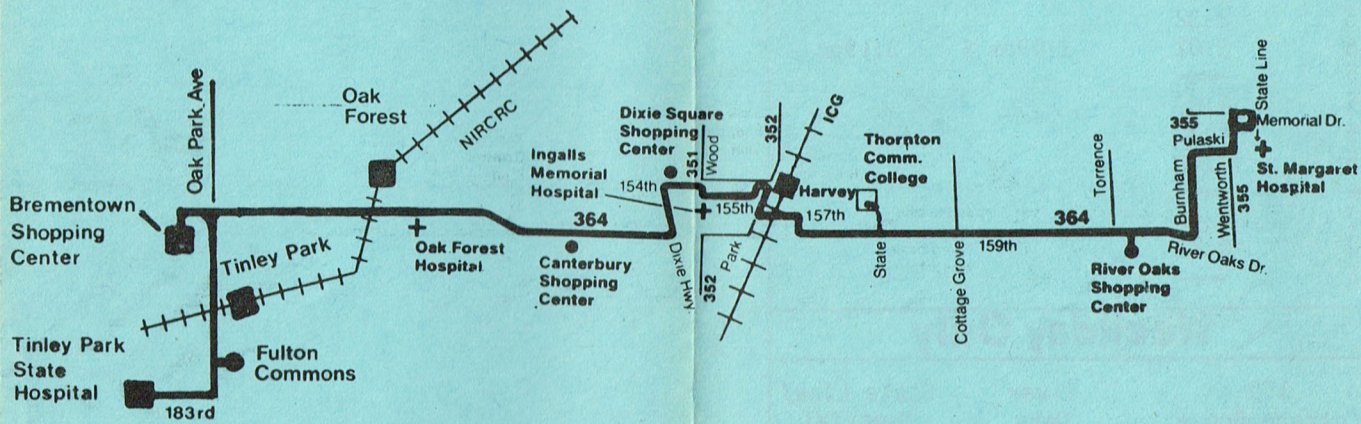 Oak Park Ave
Oak
Forest
NIRCRC
Brementown
Shopping
Center
Tinley Park
Tinley Park
State
Hospital
183rd
Fulton
Commons
Oak Forest
Hospital
364
Canterbury
Shopping
Center
Ingalls
Memorial
Hospital
Dixie Square
Shopping
Center
154th
351
Wood
352
ICG
155th
Harvey
157th
Dixie Hwy
352
Park
Thornton
Comm.
College
State
Cottage Grove
159th
364
Torrence
River Oaks
Shopping
Center
River Oaks Dr.
Burnham
355
Pulaski
Wentworth
355
State Line
Memorial Dr.
St. Margaret
Hospital